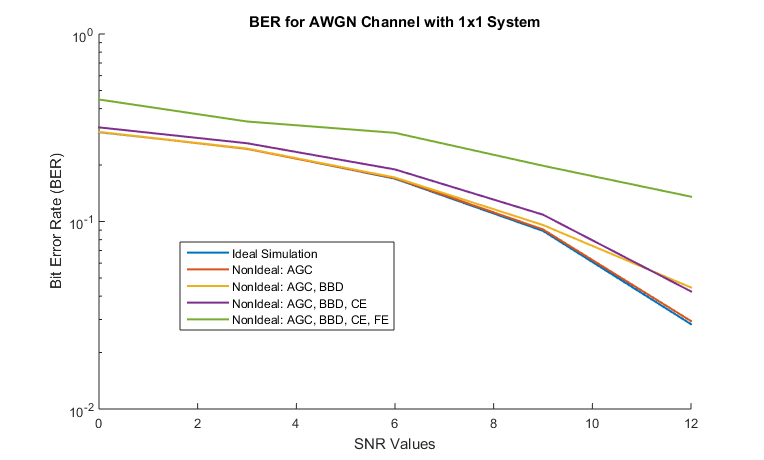 BER for AWGN Channel with 1x1 System
10^0
10^-1
10^-2
Bit Error Rate (BER)
Ideal Simulation
NonIdeal: AGC
NonIdeal: AGC, BBD
NonIdeal: AGC, BBD, CE
NonIdeal: AGC, BBD, CE, FE
0 2 4 6 8 10 12
SNR Values